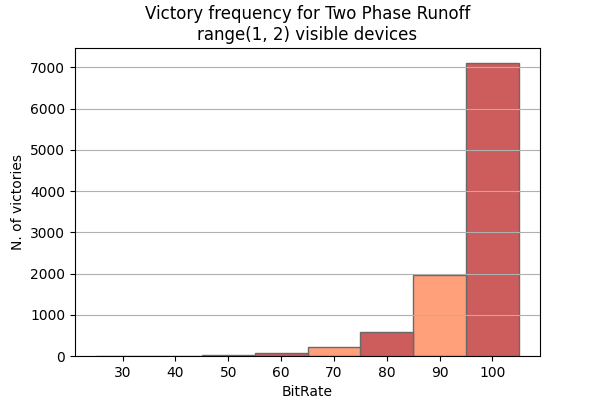 Victory frequency for Two Phase Runoff
range(1, 2) visible devices
7000
6000
5000
4000
3000
2000
1000
0
N. of victories
30 40 50 60 70 80 90 100
BitRate